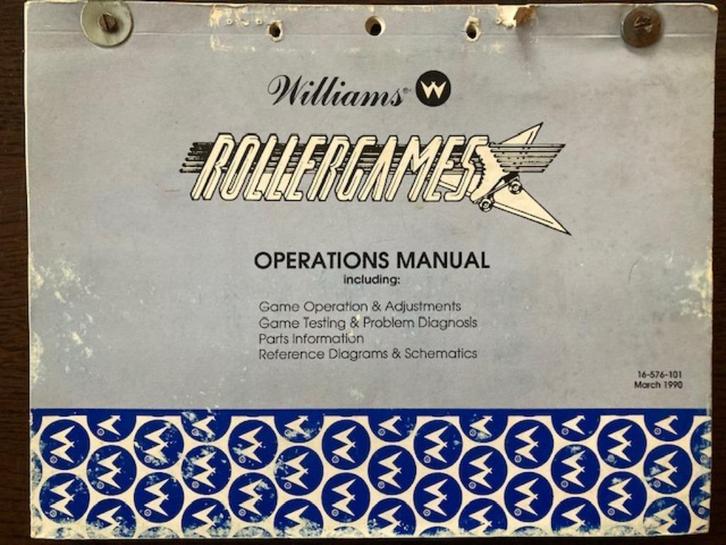 Williams® W
ROLLERGAMES
OPERATIONS MANUAL
including:
Game Operation & Adjustments
Game Testing & Problem Diagnosis
Parts Information
Reference Diagrams & Schematics
16-576-101
March 1990